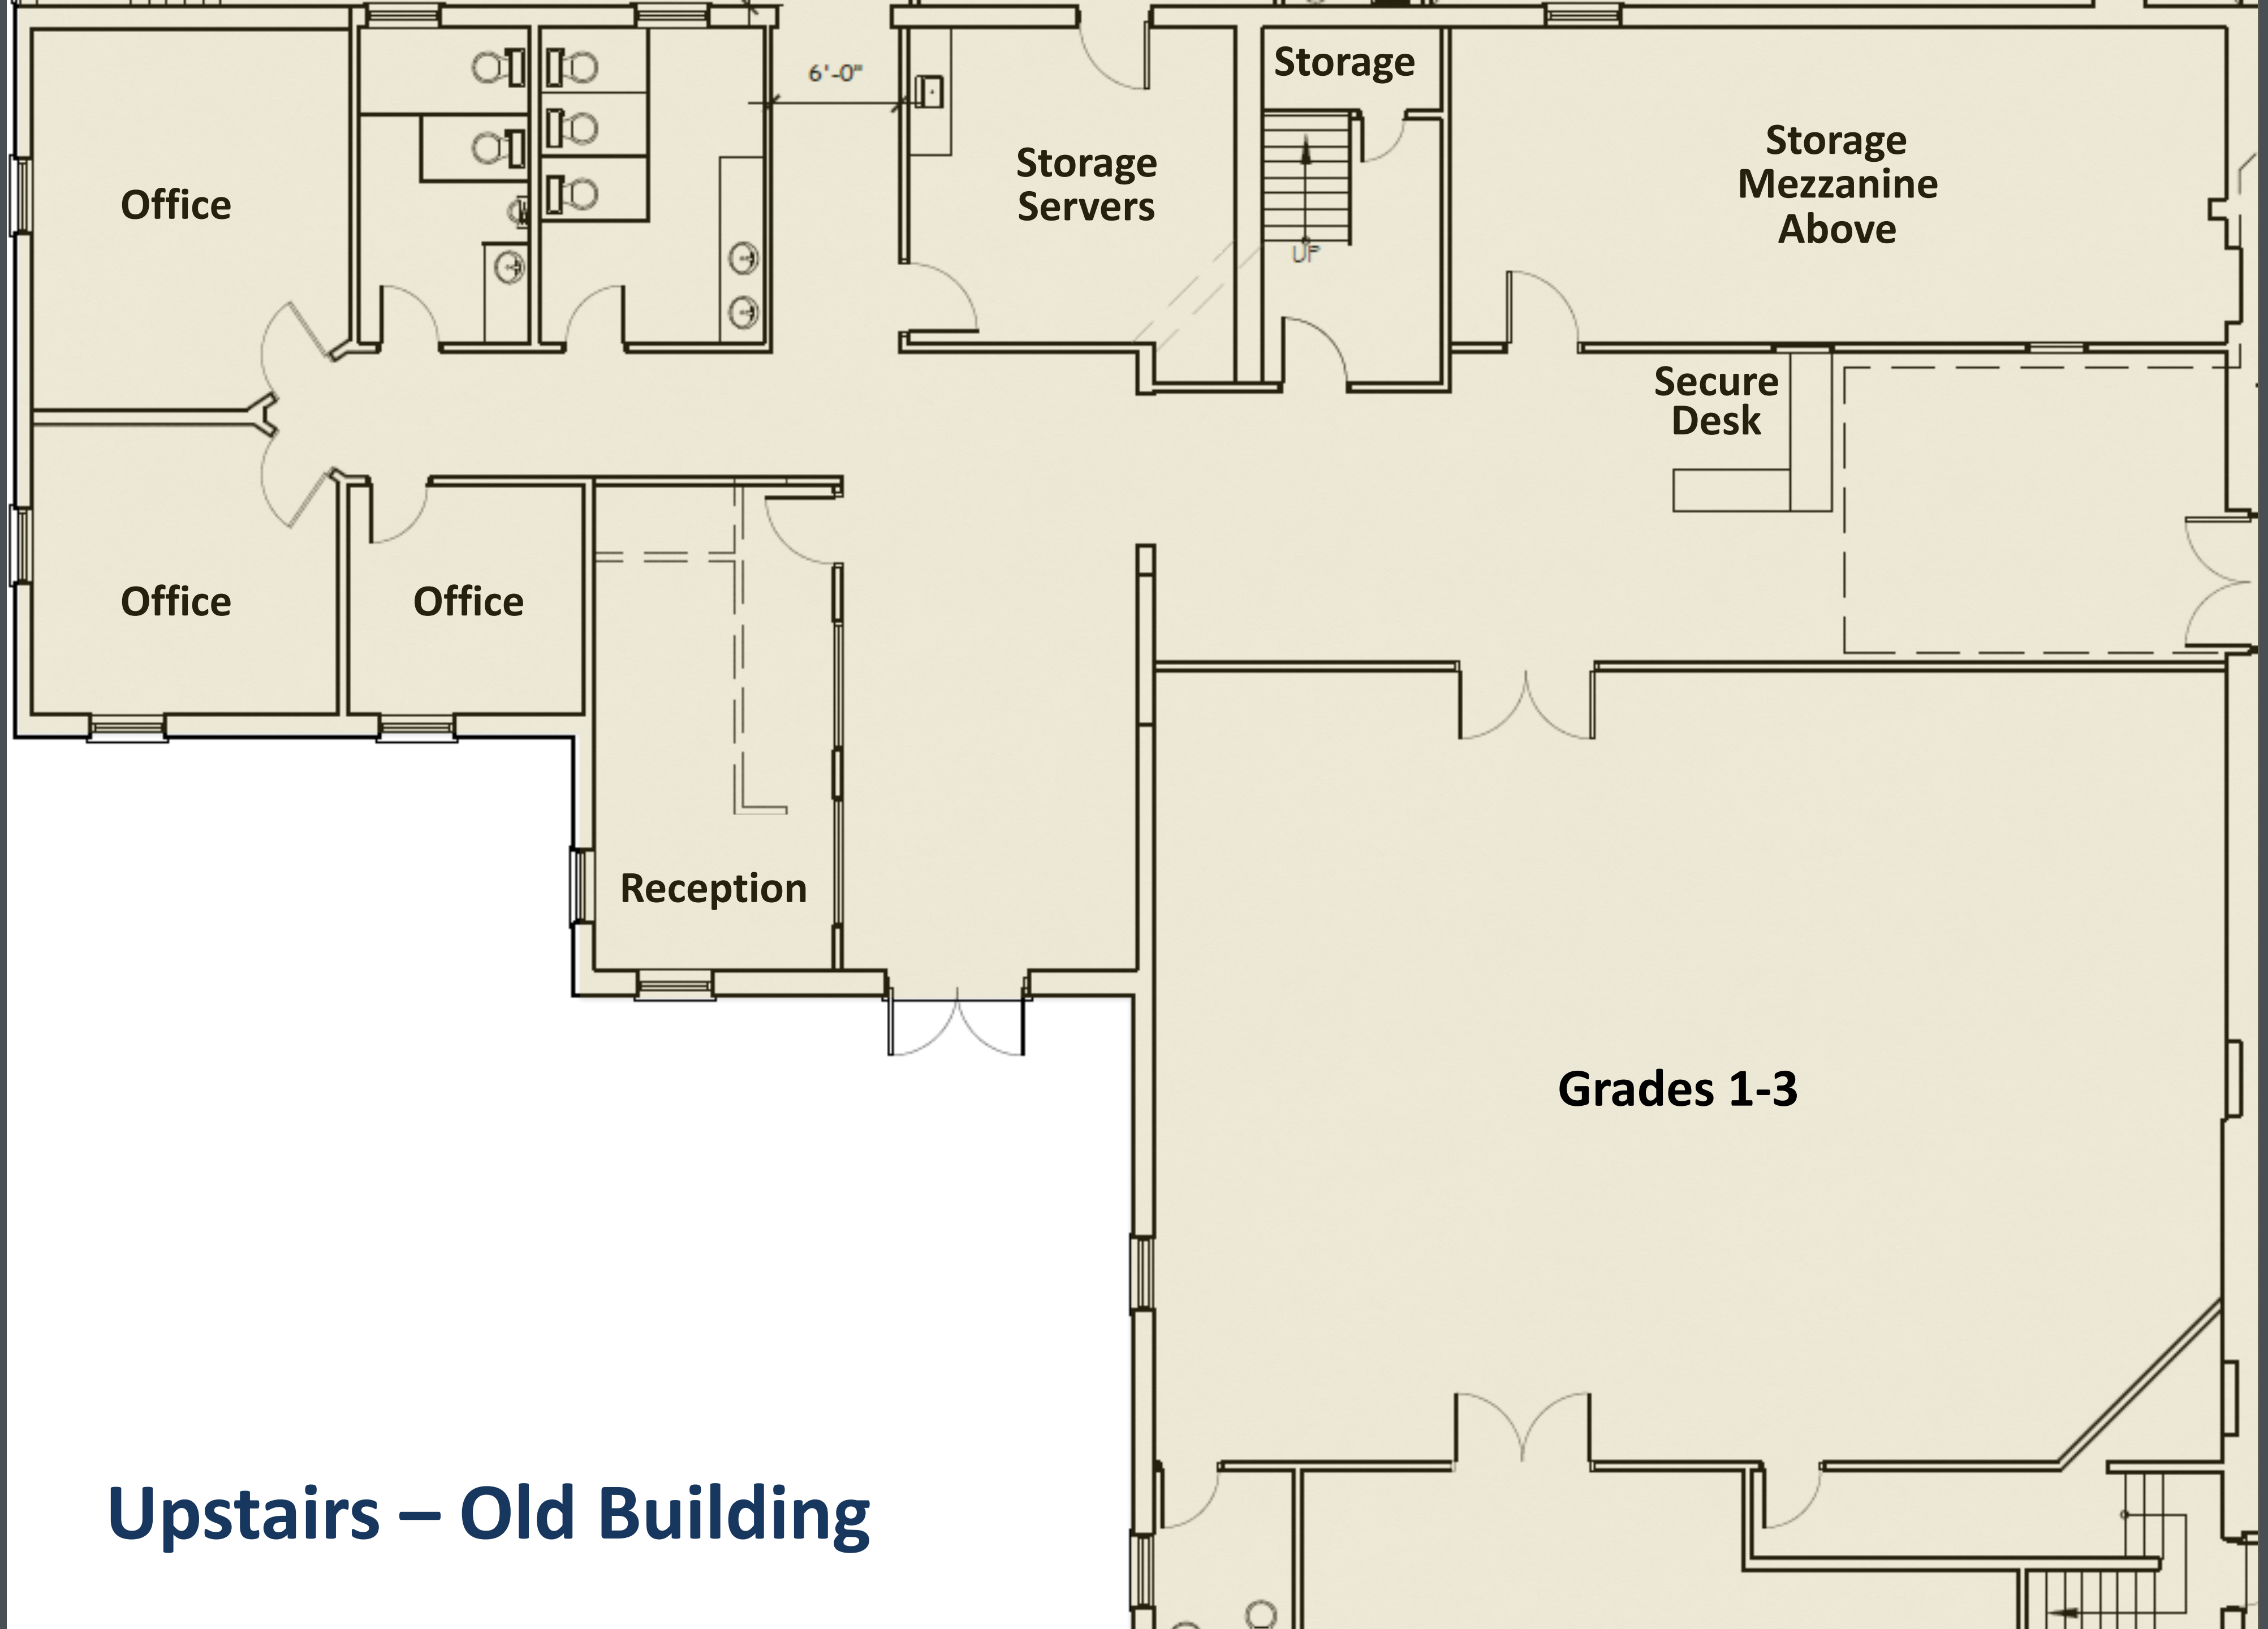 6'-0"
Storage
Storage
Servers
Storage
Mezzanine
Above
Office
UP
Secure
Desk
Office
Office
Reception
Grades 1-3
Upstairs – Old Building